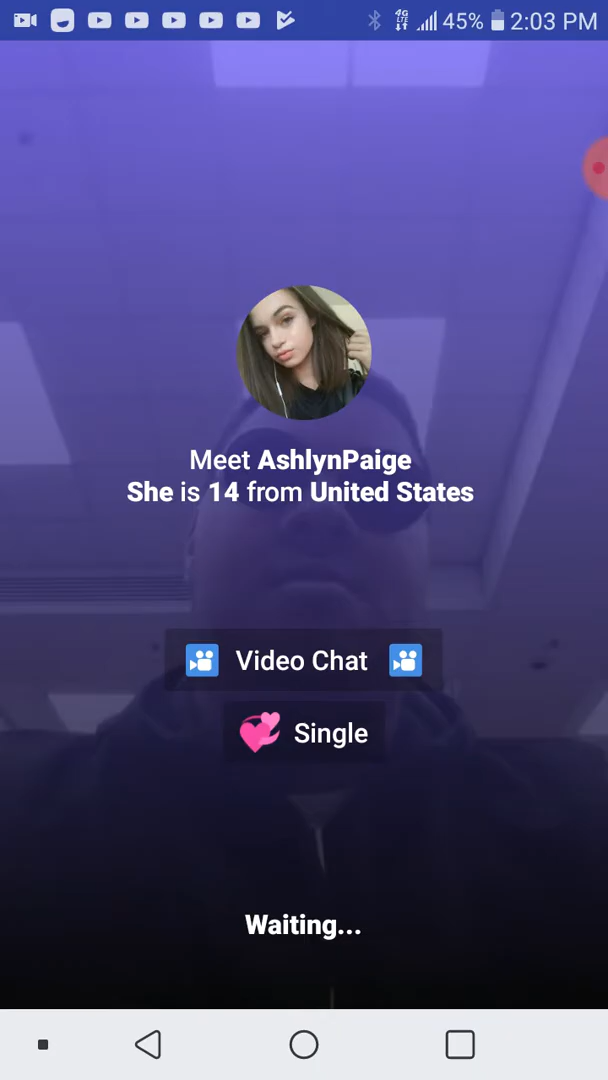 45% 2:03 PM
Meet AshlynPaige
She is 14 from United States
Video Chat
Single
Waiting...